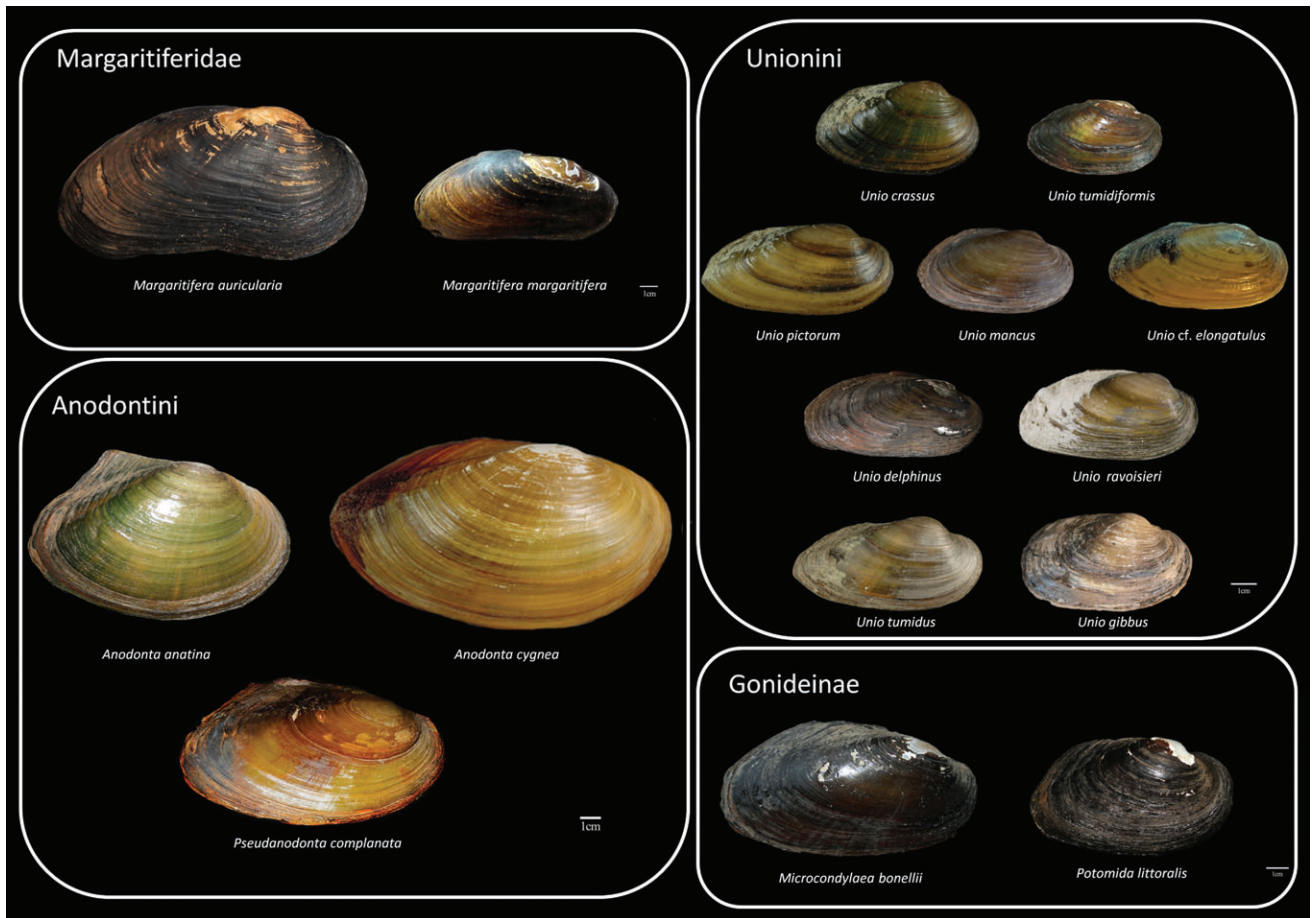 Margaritiferidae
Margaritifera auricularia
Margaritifera margaritifera
1cm
Anodontini
Anodonta anatina
Anodonta cygnea
Pseudanodonta complanata
1cm
Unionini
Unio crassus
Unio tumidiformis
Unio pictorum
Unio mancus
Unio cf. elongatulus
Unio delphinus
Unio ravoisieri
Unio tumidus
Unio gibbus
1cm
Gonideinae
Microcondylaea bonellii
Potomida littoralis
1cm